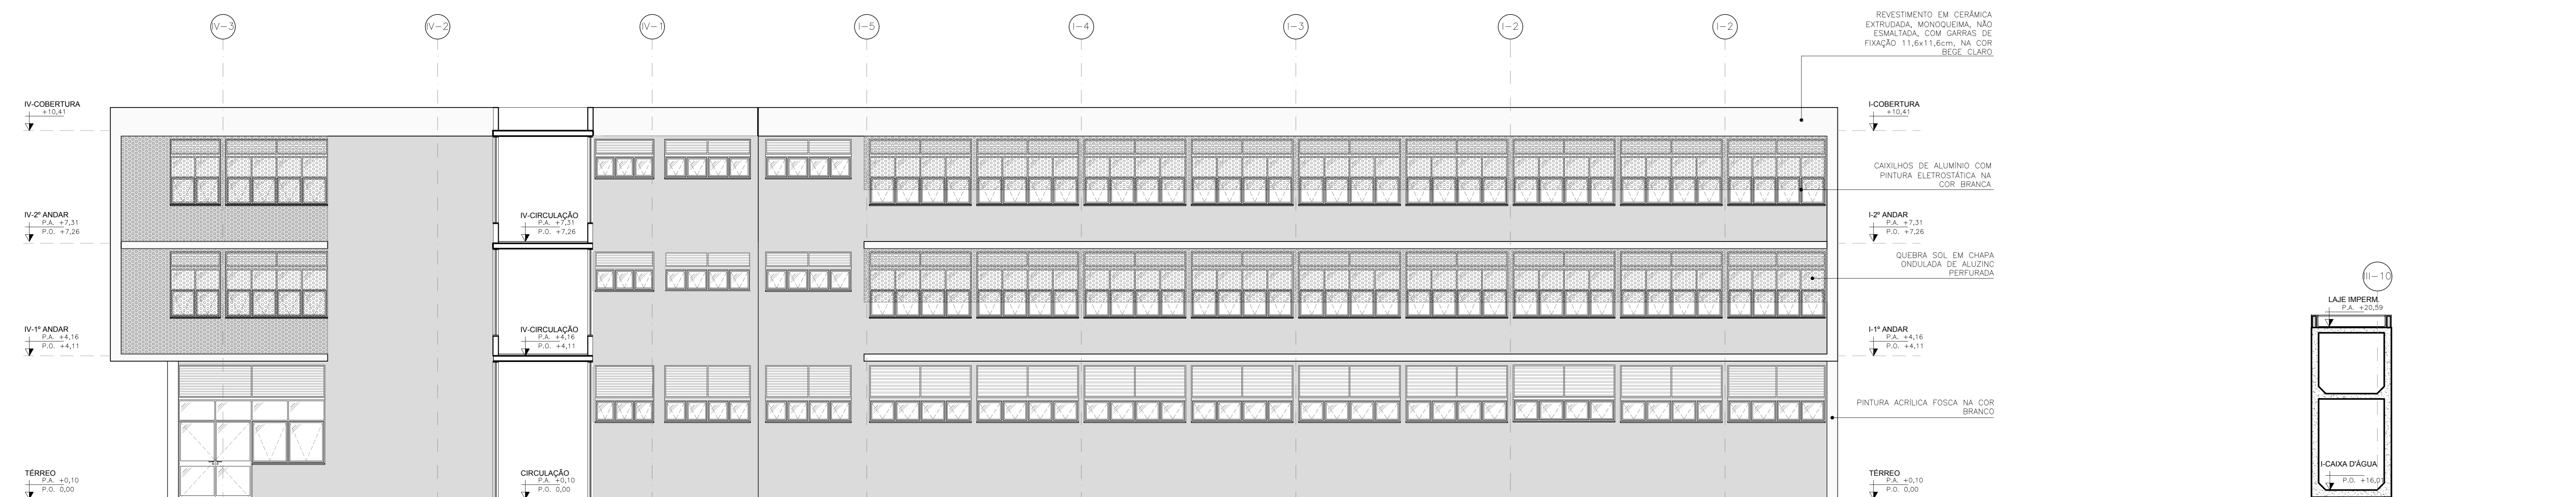 IV-3
IV-2
IV-1
I-5
I-4
I-3
I-2
I-2
REVESTIMENTO EM CERÂMICA
EXTRUDADA, MONOQUEIMA, NÃO
ESMALTADA, COM GARRAS DE
FIXAÇÃO 11,6x11,6cm, NA COR
BEGE CLARO
IV-COBERTURA
+10,41
I-COBERTURA
+10,41
CAIXILHOS DE ALUMÍNIO COM
PINTURA ELETROSTÁTICA NA
COR BRANCA
IV-2º ANDAR
P.A. +7,31
P.O. +7,26
IV-CIRCULAÇÃO
P.A. +7,31
P.O. +7,26
I-2º ANDAR
P.A. +7,31
P.O. +7,26
QUEBRA SOL EM CHAPA
ONDULADA DE ALUZINC
PERFURADA
III-10
LAJE IMPERM.
P.A. +20,59
IV-1º ANDAR
P.A. +4,16
P.O. +4,11
IV-CIRCULAÇÃO
P.A. +4,16
P.O. +4,11
I-1º ANDAR
P.A. +4,16
P.O. +4,11
PINTURA ACRÍLICA FOSCA NA COR
BRANCO
TÉRREO
P.A. +0,10
P.O. 0,00
CIRCULAÇÃO
P.A. +0,10
P.O. 0,00
TÉRREO
P.A. +0,10
P.O. 0,00
I-CAIXA D'ÁGUA
P.O. +16,01